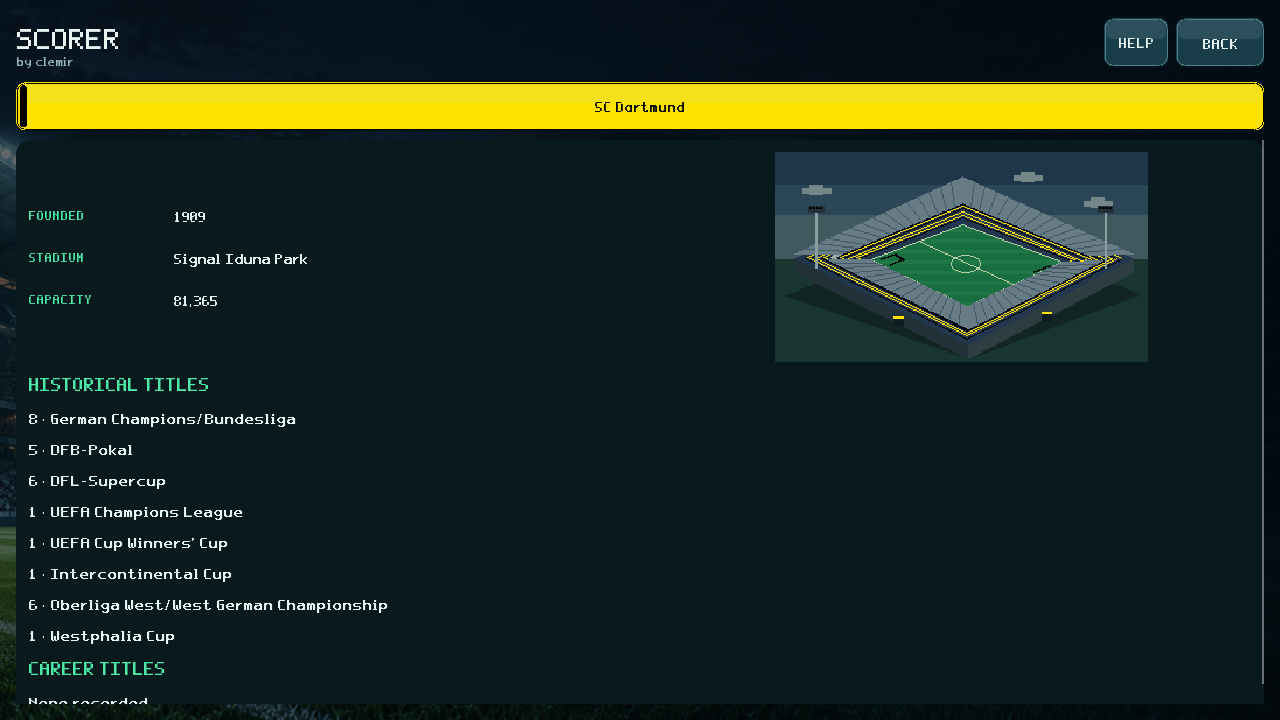 SCORER
by clemir
HELP
BACK
SC Dartmund
FOUNDED 1909
STADIUM Signal Iduna Park
CAPACITY 81,365
HISTORICAL TITLES
8 · German Champions/Bundesliga
5 · DFB-Pokal
6 · DFL-Supercup
1 · UEFA Champions League
1 · UEFA Cup Winners' Cup
1 · Intercontinental Cup
6 · Oberliga West/West German Championship
1 · Westphalia Cup
CAREER TITLES
None recorded